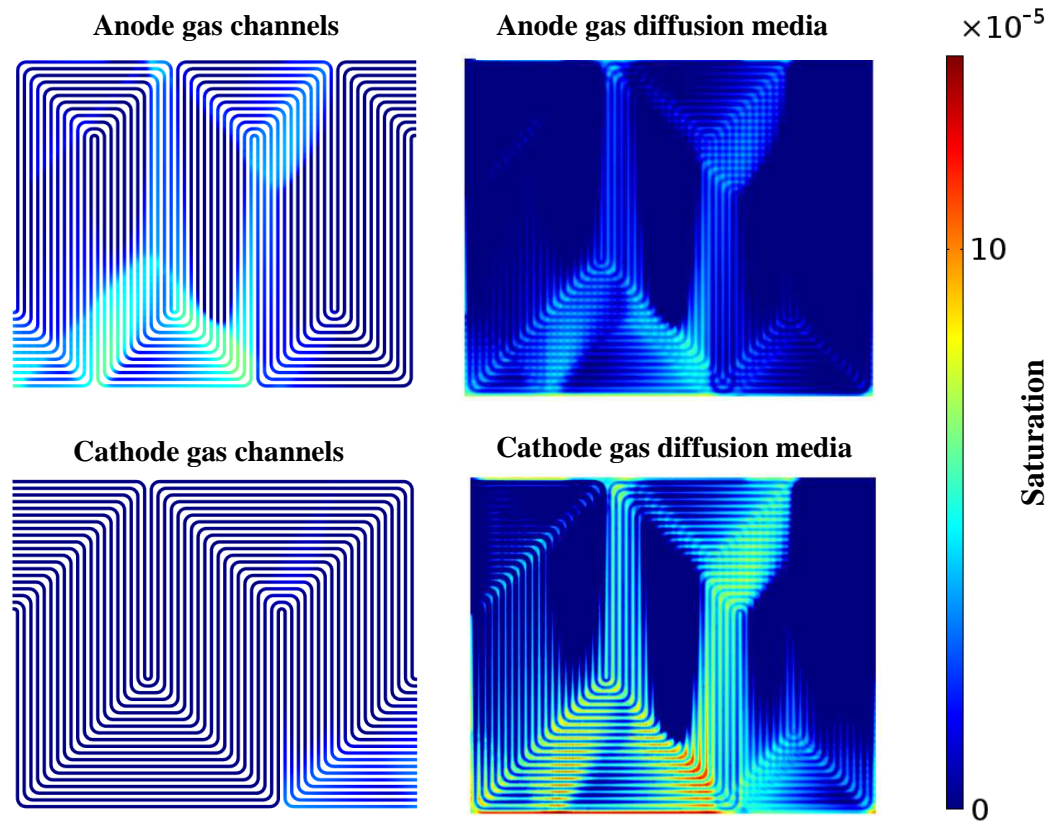 Anode gas channels
Anode gas diffusion media
×10⁻⁵
10
Saturation
Cathode gas channels
Cathode gas diffusion media
0